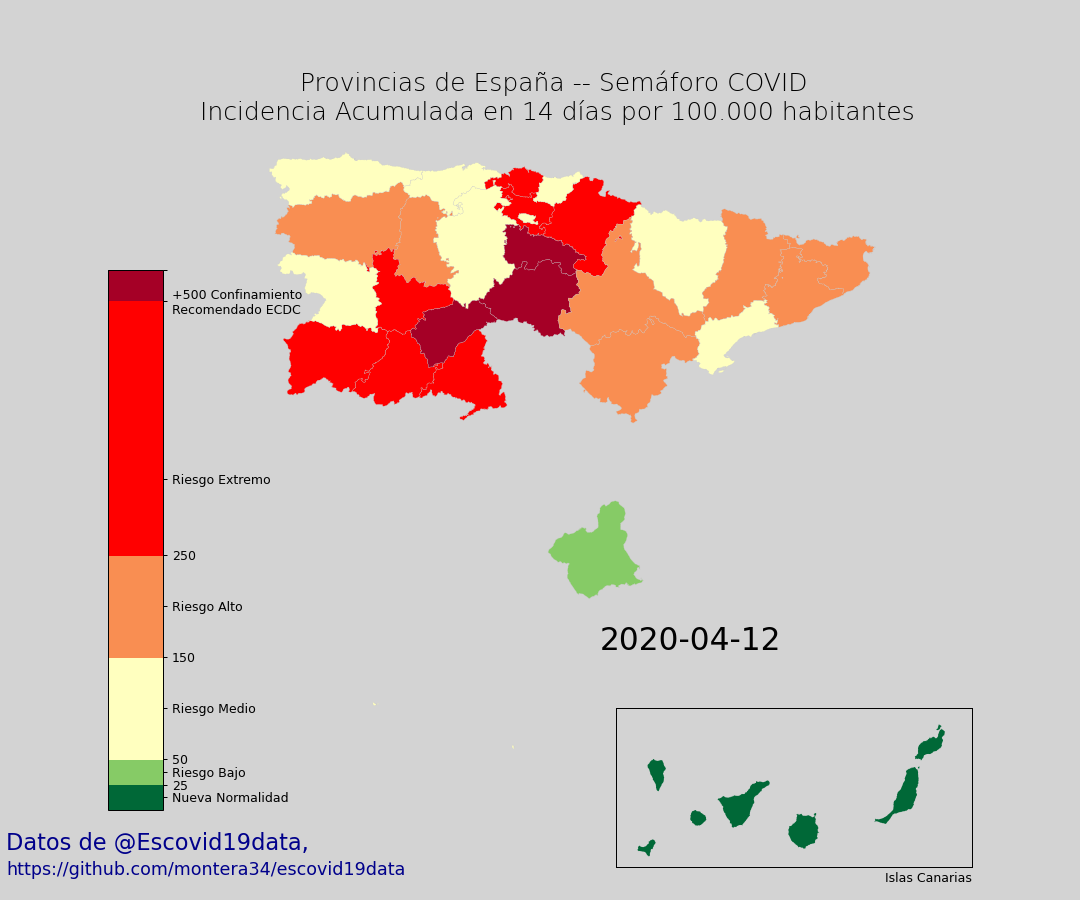 Provincias de España -- Semáforo COVID
Incidencia Acumulada en 14 días por 100.000 habitantes
+500 Confinamiento
Recomendado ECDC
Riesgo Extremo
250
Riesgo Alto
150
Riesgo Medio
50
Riesgo Bajo
25
Nueva Normalidad
2020-04-12
Islas Canarias
Datos de @Escovid19data,
https://github.com/montera34/escovid19data